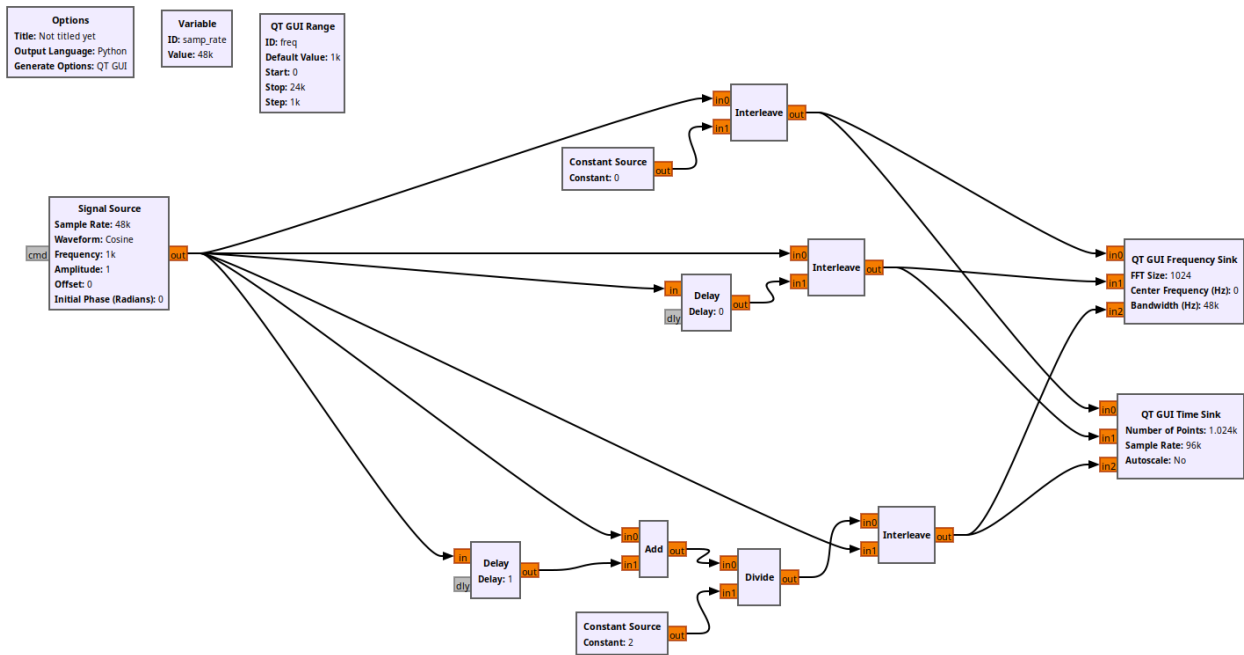 Options
Title: Not titled yet
Output Language: Python
Generate Options: QT GUI
Variable
ID: samp_rate
Value: 48k
QT GUI Range
ID: freq
Default Value: 1k
Start: 0
Stop: 24k
Step: 1k
in0
in1
Interleave
out
Constant Source
Constant: 0
out
Signal Source
Sample Rate: 48k
Waveform: Cosine
Frequency: 1k
Amplitude: 1
Offset: 0
Initial Phase (Radians): 0
cmd
out
in0
in1
Interleave
out
in
dly
Delay
Delay: 0
out
in0
in1
in2
QT GUI Frequency Sink
FFT Size: 1024
Center Frequency (Hz): 0
Bandwidth (Hz): 48k
in0
in1
in2
QT GUI Time Sink
Number of Points: 1.024k
Sample Rate: 96k
Autoscale: No
in0
in1
Interleave
out
in
dly
Delay
Delay: 1
out
in0
in1
Add
out
in0
in1
Divide
out
Constant Source
Constant: 2
out